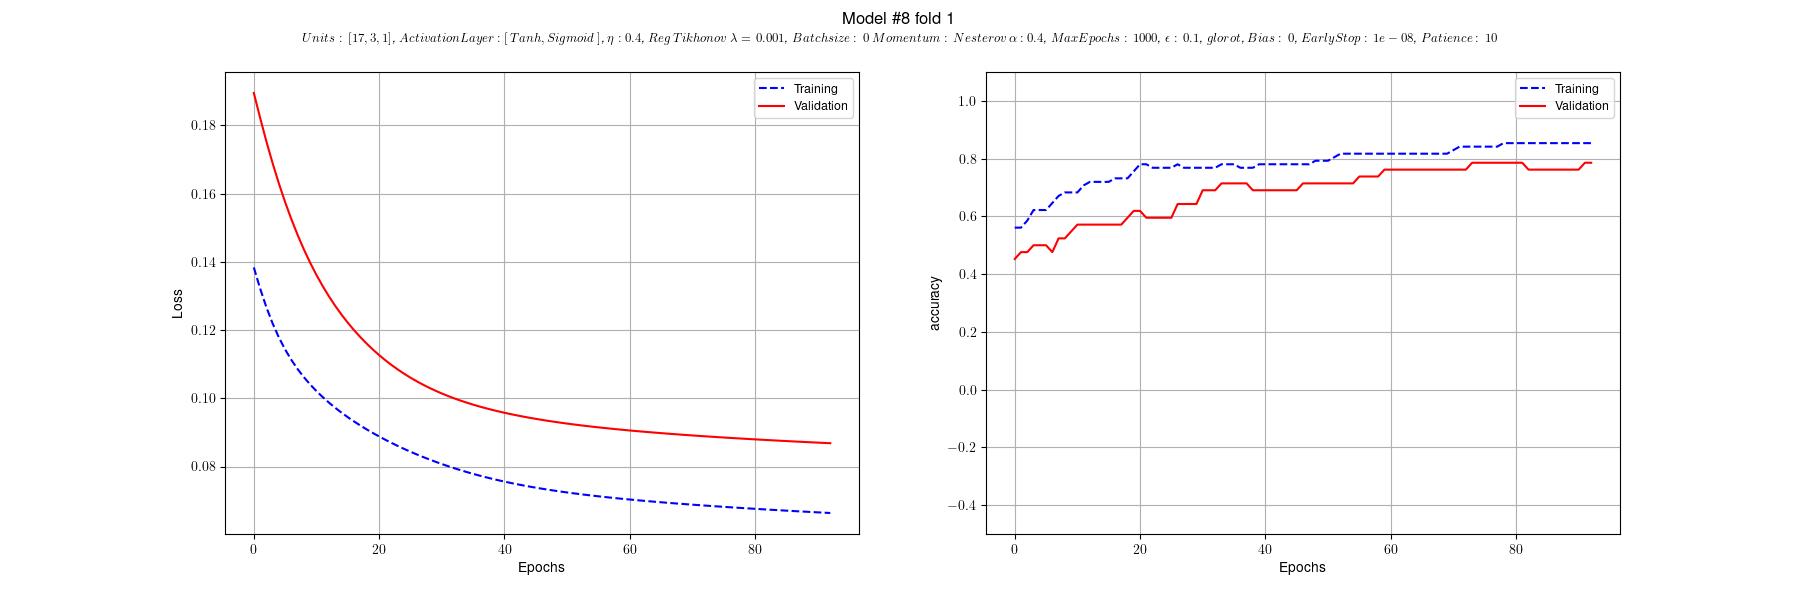 Model #8 fold 1
Units : [17, 3, 1], ActivationLayer : [ Tanh, Sigmoid ], η : 0.4, Reg Tikhonov λ = 0.001, Batchsize : 0 Momentum : Nesterov α : 0.4, MaxEpochs : 1000, ϵ : 0.1, glorot, Bias : 0, EarlyStop : 1e − 08, Patience : 10
Training
Validation
0.18
0.16
0.14
0.12
0.10
0.08
Loss
0 20 40 60 80
Epochs
Training
Validation
1.0
0.8
0.6
0.4
0.2
0.0
−0.2
−0.4
accuracy
0 20 40 60 80
Epochs